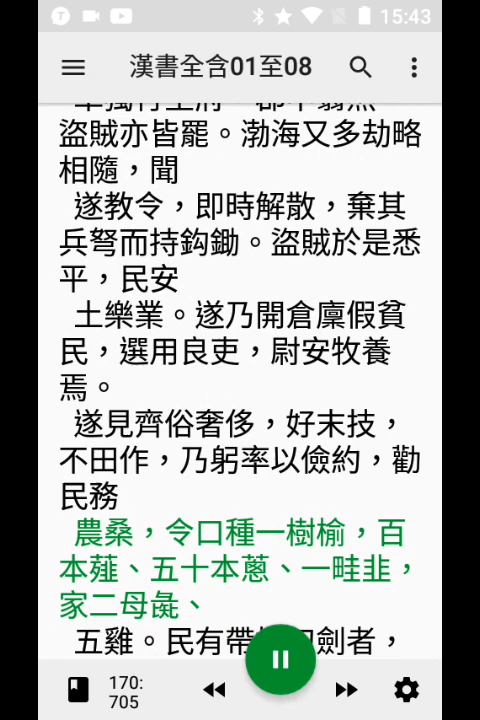 15:43
漢書全含01至08
盜賊亦皆罷。渤海又多劫略
相隨，聞
遂教令，即時解散，棄其
兵弩而持鈎鋤。盜賊於是悉
平，民安
土樂業。遂乃開倉廩假貧
民，選用良吏，尉安牧養
焉。
遂見齊俗奢侈，好末技，
不田作，乃躬率以儉約，勸
民務
農桑，令口種一樹榆，百
本薤、五十本蔥、一畦韭，
家二母彘、
五雞。民有帶 劍者，
170:
705